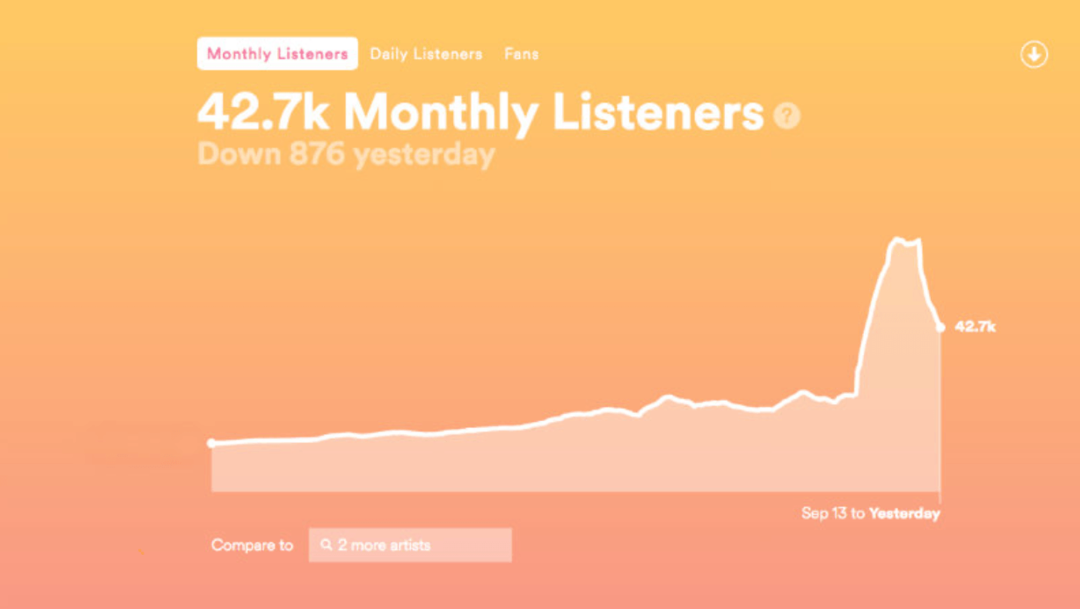 Monthly Listeners Daily Listeners Fans
42.7k Monthly Listeners ?
Down 876 yesterday
42.7k
Sep 13 to Yesterday
Compare to 2 more artists